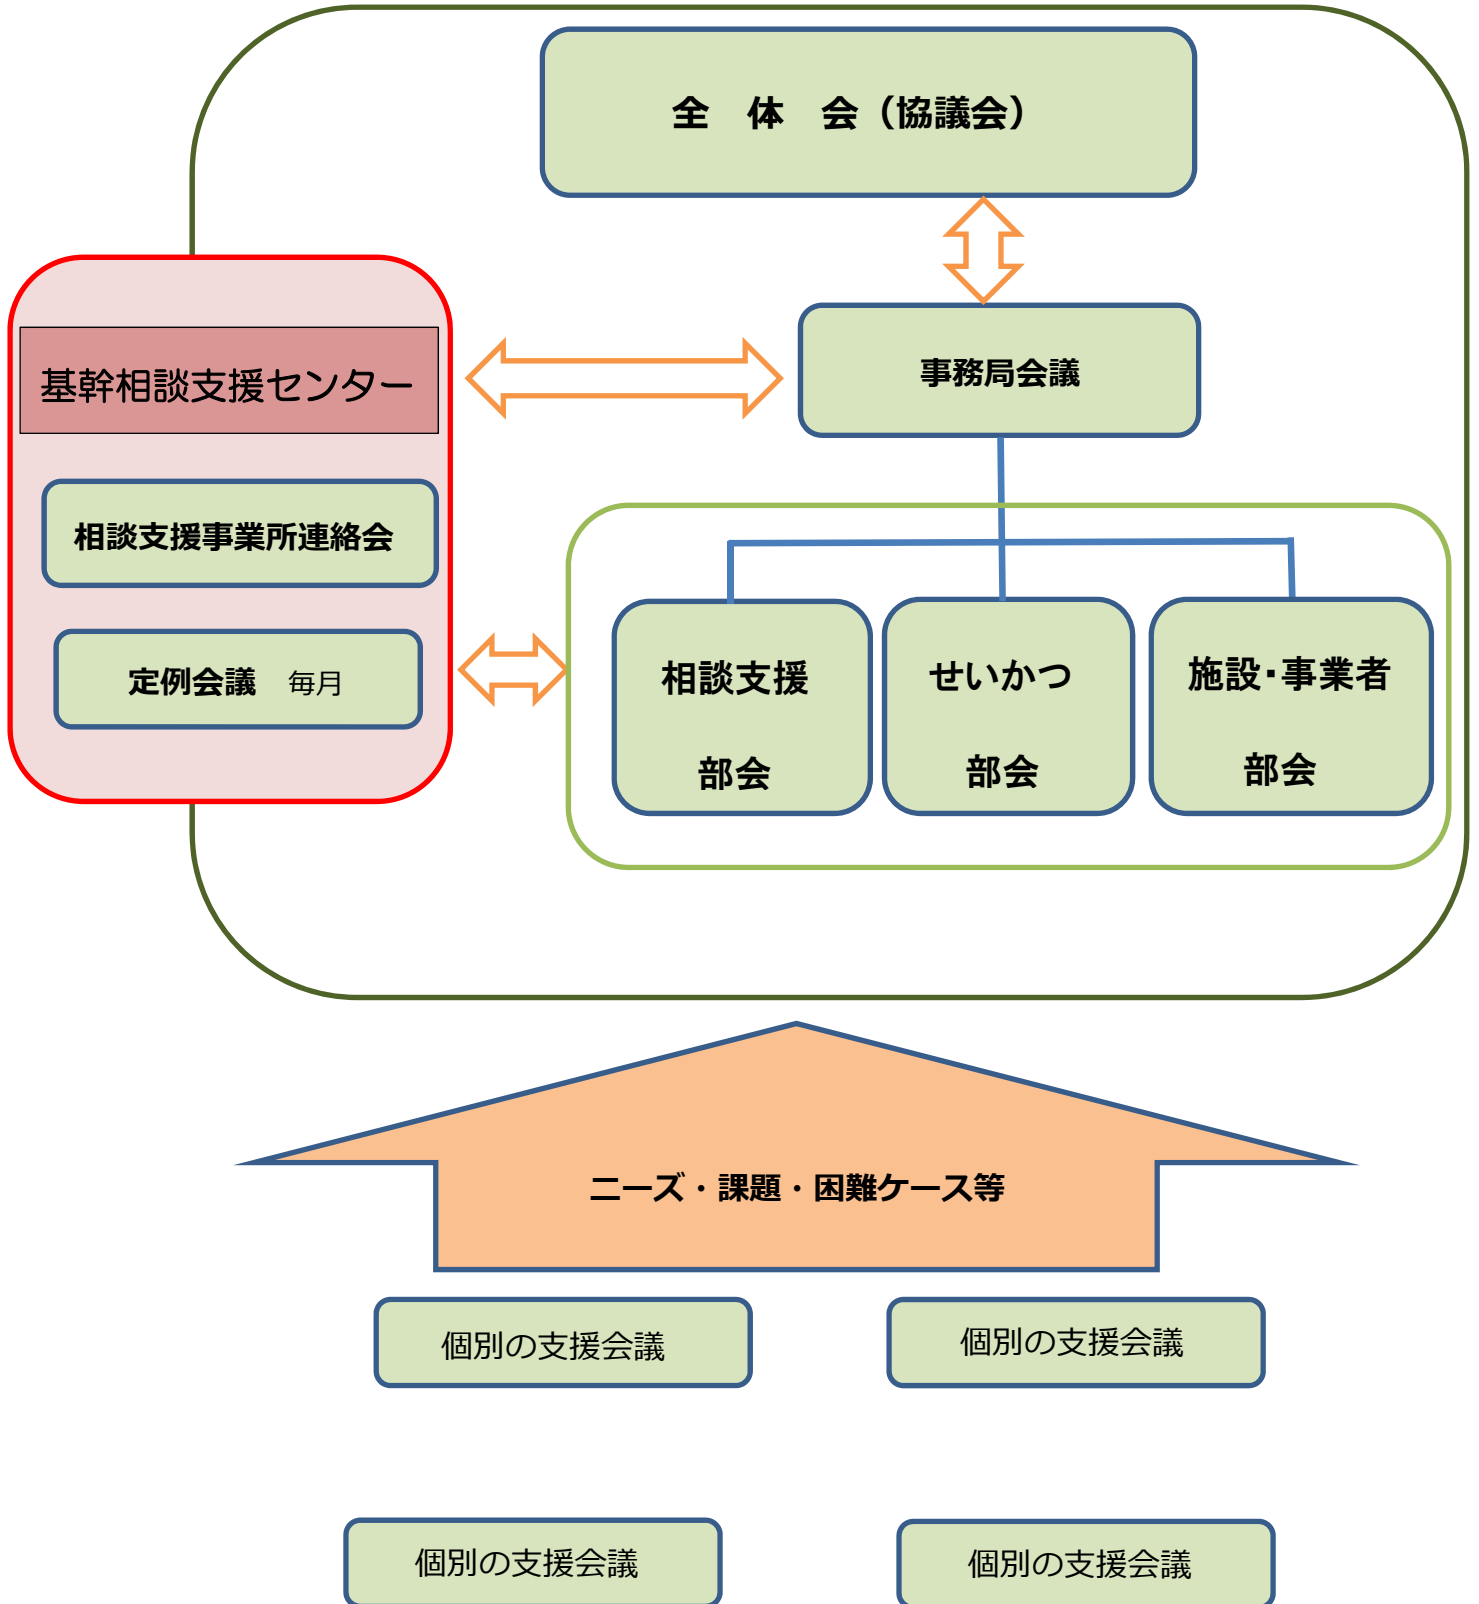 全　体　会（協議会）
事務局会議
基幹相談支援センター
相談支援事業所連絡会
定例会議　毎月
相談支援
部会
せいかつ
部会
施設・事業者
部会
ニーズ・課題・困難ケース等
個別の支援会議
個別の支援会議
個別の支援会議
個別の支援会議